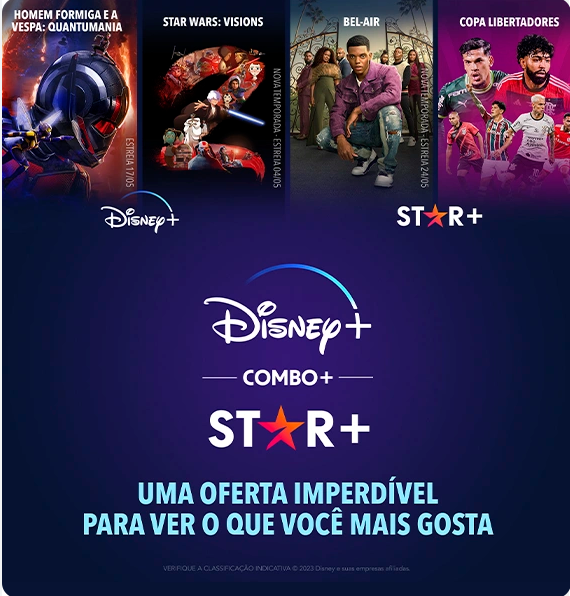 HOMEM FORMIGA E A
VESPA: QUANTUMANIA
STAR WARS: VISIONS
BEL-AIR
COPA LIBERTADORES
ESTREIA 17/05
NOVA TEMPORADA - ESTREIA 04/05
NOVA TEMPORADA - ESTREIA 24/05
Disney+
STAR+
Disney+
COMBO+
STAR+
UMA OFERTA IMPERDÍVEL
PARA VER O QUE VOCÊ MAIS GOSTA
VERIFIQUE A CLASSIFICAÇÃO INDICATIVA © 2023 Disney e suas empresas afiliadas.